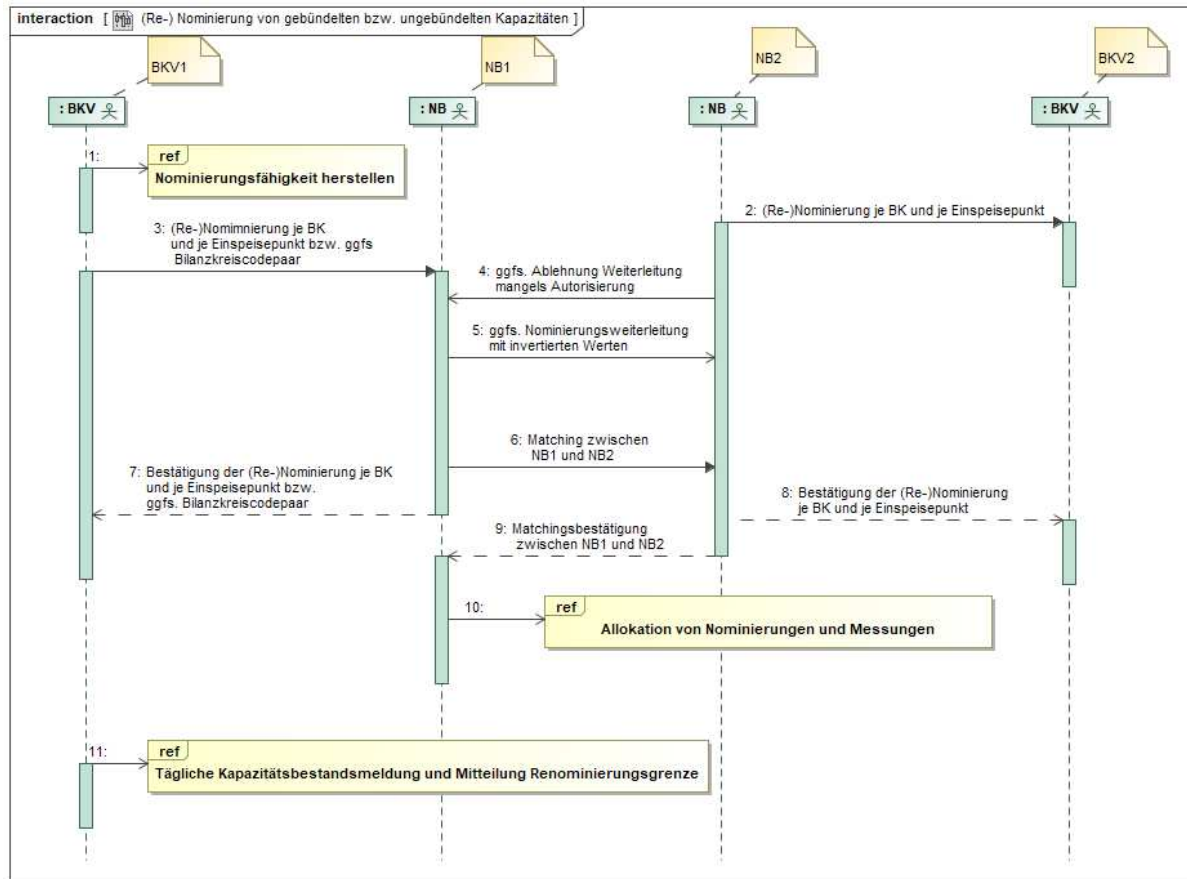 interaction [ (Re-) Nominierung von gebündelten bzw. ungebündelten Kapazitäten ]
BKV1
NB1
NB2
BKV2
: BKV
: NB
: NB
: BKV
1:
ref
Nominierungsfähigkeit herstellen
2: (Re-)Nominierung je BK und je Einspeisepunkt
3: (Re-)Nomimnierung je BK
und je Einspeisepunkt bzw. ggfs
Bilanzkreiscodepaar
4: ggfs. Ablehnung Weiterleitung
mangels Autorisierung
5: ggfs. Nominierungsweiterleitung
mit invertierten Werten
6: Matching zwischen
NB1 und NB2
7: Bestätigung der (Re-)Nominierung je BK
und je Einspeisepunkt bzw.
ggfs. Bilanzkreiscodepaar
8: Bestätigung der (Re-)Nominierung
je BK und je Einspeisepunkt
9: Matchingsbestätigung
zwischen NB1 und NB2
10:
ref
Allokation von Nominierungen und Messungen
11:
ref
Tägliche Kapazitätsbestandsmeldung und Mitteilung Renominierungsgrenze